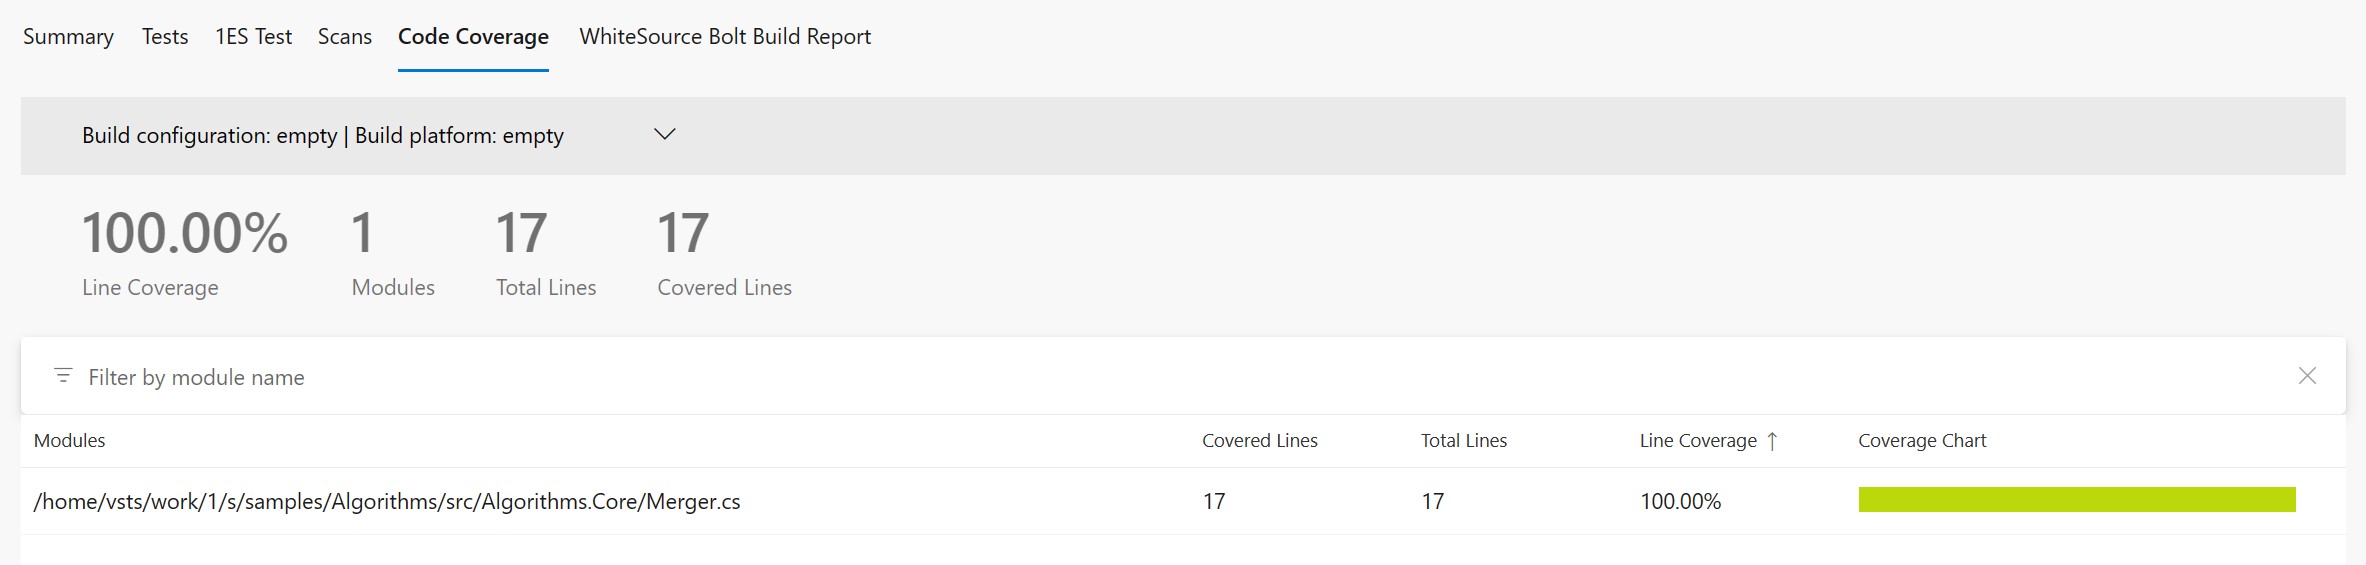 Summary Tests 1ES Test Scans Code Coverage WhiteSource Bolt Build Report
Build configuration: empty | Build platform: empty
100.00% 1 17 17
Line Coverage Modules Total Lines Covered Lines
Filter by module name
Modules Covered Lines Total Lines Line Coverage ↑ Coverage Chart
/home/vsts/work/1/s/samples/Algorithms/src/Algorithms.Core/Merger.cs 17 17 100.00%